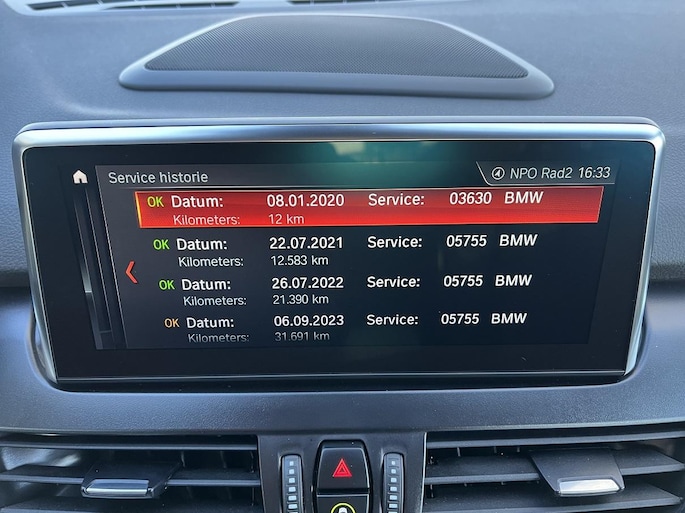 Service historie
NPO Rad2 16:33
OK Datum: 08.01.2020 Service: 03630 BMW
Kilometers: 12 km
OK Datum: 22.07.2021 Service: 05755 BMW
Kilometers: 12.583 km
OK Datum: 26.07.2022 Service: 05755 BMW
Kilometers: 21.390 km
OK Datum: 06.09.2023 Service: 05755 BMW
Kilometers: 31.691 km